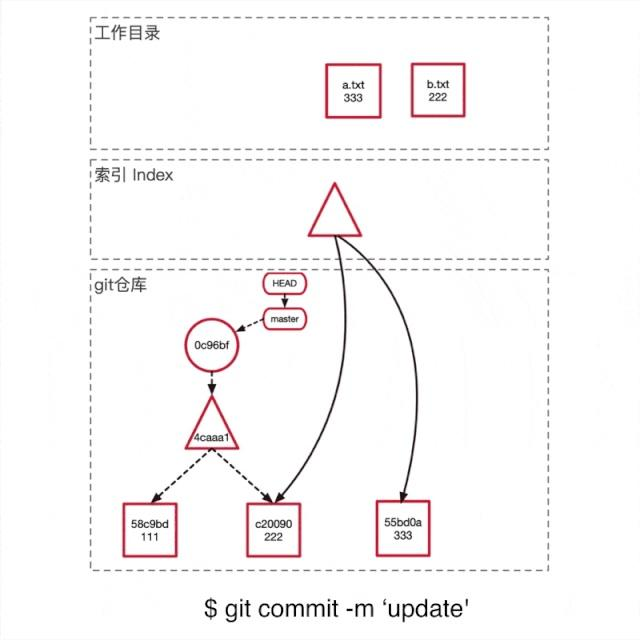 工作目录
a.txt
333
b.txt
222
索引 Index
git仓库
HEAD
master
0c96bf
4caaa1
58c9bd
111
c20090
222
55bd0a
333
$ git commit -m ‘update'